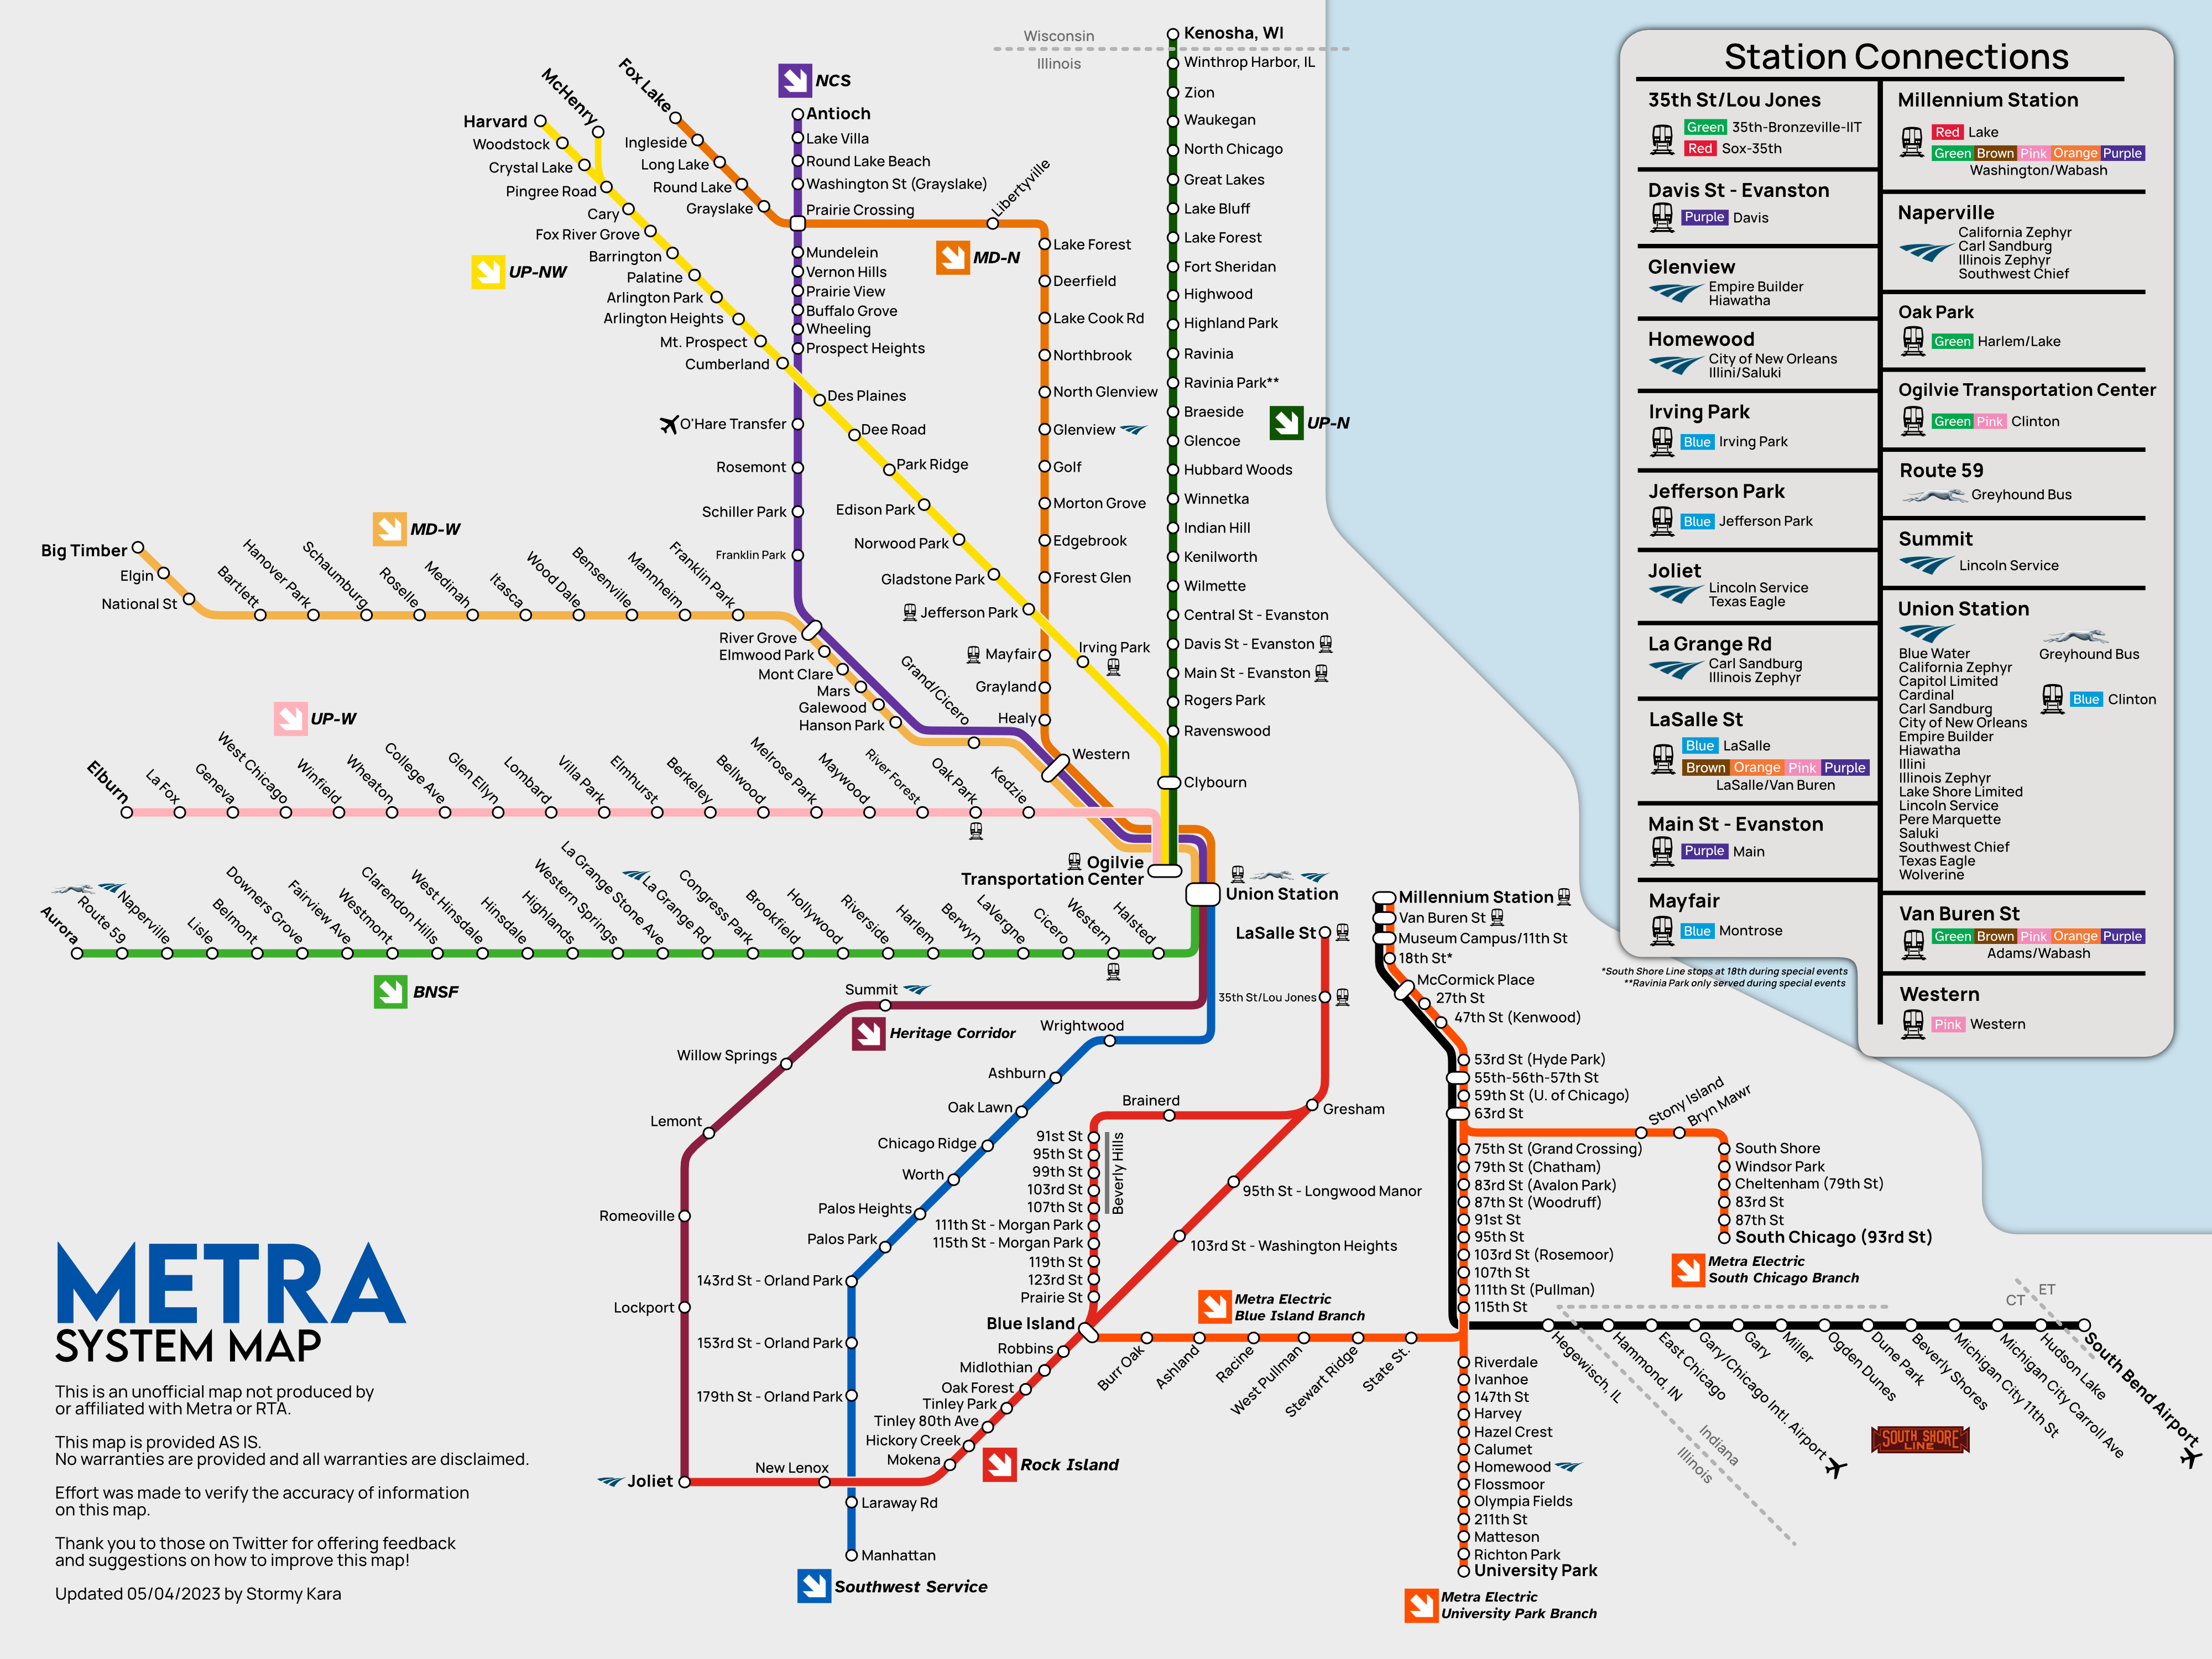 Wisconsin
Illinois
Kenosha, WI
Winthrop Harbor, IL
Zion
Waukegan
North Chicago
Great Lakes
Lake Bluff
Lake Forest
Fort Sheridan
Highwood
Highland Park
Ravinia
Ravinia Park**
Braeside
Glencoe
Hubbard Woods
Winnetka
Indian Hill
Kenilworth
Wilmette
Central St - Evanston
Davis St - Evanston
Main St - Evanston
Rogers Park
Ravenswood
Clybourn
UP-N
McHenry
Harvard
Woodstock
Crystal Lake
Pingree Road
Cary
Fox River Grove
Barrington
Palatine
Arlington Park
Arlington Heights
Mt. Prospect
Cumberland
Des Plaines
Dee Road
Park Ridge
Edison Park
Norwood Park
Gladstone Park
Jefferson Park
Irving Park
UP-NW
Fox Lake
Ingleside
Long Lake
Round Lake
Grayslake
Libertyville
Lake Forest
Deerfield
Lake Cook Rd
Northbrook
North Glenview
Glenview
Golf
Morton Grove
Edgebrook
Forest Glen
Mayfair
Grayland
Healy
Western
MD-N
NCS
Antioch
Lake Villa
Round Lake Beach
Washington St (Grayslake)
Prairie Crossing
Mundelein
Vernon Hills
Prairie View
Buffalo Grove
Wheeling
Prospect Heights
O'Hare Transfer
Rosemont
Schiller Park
Franklin Park
MD-W
Big Timber
Elgin
National St
Bartlett
Hanover Park
Schaumburg
Roselle
Medinah
Itasca
Wood Dale
Bensenville
Mannheim
Franklin Park
River Grove
Elmwood Park
Mont Clare
Mars
Galewood
Hanson Park
Grand/Cicero
UP-W
Elburn
La Fox
Geneva
West Chicago
Winfield
Wheaton
College Ave
Glen Ellyn
Lombard
Villa Park
Elmhurst
Berkeley
Bellwood
Melrose Park
Maywood
River Forest
Oak Park
Kedzie
Ogilvie
Transportation Center
Union Station
Aurora
Route 59
Naperville
Lisle
Belmont
Downers Grove
Fairview Ave
Westmont
Clarendon Hills
West Hinsdale
Hinsdale
Highlands
Western Springs
La Grange Stone Ave
La Grange Rd
Congress Park
Brookfield
Hollywood
Riverside
Harlem
Berwyn
LaVergne
Cicero
Western
Halsted
BNSF
Summit
Heritage Corridor
Willow Springs
Lemont
Romeoville
Lockport
Joliet
Wrightwood
Ashburn
Oak Lawn
Chicago Ridge
Worth
Palos Heights
Palos Park
143rd St - Orland Park
153rd St - Orland Park
179th St - Orland Park
Laraway Rd
Manhattan
Southwest Service
LaSalle St
35th St/Lou Jones
Gresham
Brainerd
91st St
95th St
99th St
103rd St
107th St
Beverly Hills
111th St - Morgan Park
115th St - Morgan Park
119th St
123rd St
Prairie St
95th St - Longwood Manor
103rd St - Washington Heights
Blue Island
Robbins
Midlothian
Oak Forest
Tinley Park
Tinley 80th Ave
Hickory Creek
Mokena
New Lenox
Rock Island
Millennium Station
Van Buren St
Museum Campus/11th St
18th St*
McCormick Place
27th St
47th St (Kenwood)
53rd St (Hyde Park)
55th-56th-57th St
59th St (U. of Chicago)
63rd St
75th St (Grand Crossing)
79th St (Chatham)
83rd St (Avalon Park)
87th St (Woodruff)
91st St
95th St
103rd St (Rosemoor)
107th St
111th St (Pullman)
115th St
Riverdale
Ivanhoe
147th St
Harvey
Hazel Crest
Calumet
Homewood
Flossmoor
Olympia Fields
211th St
Matteson
Richton Park
University Park
Metra Electric
University Park Branch
Metra Electric
Blue Island Branch
Burr Oak
Ashland
Racine
West Pullman
Stewart Ridge
State St.
Stony Island
Bryn Mawr
South Shore
Windsor Park
Cheltenham (79th St)
83rd St
87th St
South Chicago (93rd St)
Metra Electric
South Chicago Branch
CT
ET
Hegewisch, IL
Hammond, IN
East Chicago
Gary/Chicago Intl. Airport
Gary
Miller
Ogden Dunes
Dune Park
Beverly Shores
Michigan City 11th St
Michigan City Carroll Ave
Hudson Lake
South Bend Airport
Indiana
Illinois
SOUTH SHORE
LINE
Station Connections
35th St/Lou Jones
Green 35th-Bronzeville-IIT
Red Sox-35th
Davis St - Evanston
Purple Davis
Glenview
Empire Builder
Hiawatha
Homewood
City of New Orleans
Illini/Saluki
Irving Park
Blue Irving Park
Jefferson Park
Blue Jefferson Park
Joliet
Lincoln Service
Texas Eagle
La Grange Rd
Carl Sandburg
Illinois Zephyr
LaSalle St
Blue LaSalle
Brown Orange Pink Purple
LaSalle/Van Buren
Main St - Evanston
Purple Main
Mayfair
Blue Montrose
Millennium Station
Red Lake
Green Brown Pink Orange Purple
Washington/Wabash
Naperville
California Zephyr
Carl Sandburg
Illinois Zephyr
Southwest Chief
Oak Park
Green Harlem/Lake
Ogilvie Transportation Center
Green Pink Clinton
Route 59
Greyhound Bus
Summit
Lincoln Service
Union Station
Blue Water
California Zephyr
Capitol Limited
Cardinal
Carl Sandburg
City of New Orleans
Empire Builder
Hiawatha
Illini
Illinois Zephyr
Lake Shore Limited
Lincoln Service
Pere Marquette
Saluki
Southwest Chief
Texas Eagle
Wolverine
Greyhound Bus
Blue Clinton
Van Buren St
Green Brown Pink Orange Purple
Adams/Wabash
Western
Pink Western
*South Shore Line stops at 18th during special events
**Ravinia Park only served during special events
METRA
SYSTEM MAP
This is an unofficial map not produced by
or affiliated with Metra or RTA.
This map is provided AS IS.
No warranties are provided and all warranties are disclaimed.
Effort was made to verify the accuracy of information
on this map.
Thank you to those on Twitter for offering feedback
and suggestions on how to improve this map!
Updated 05/04/2023 by Stormy Kara